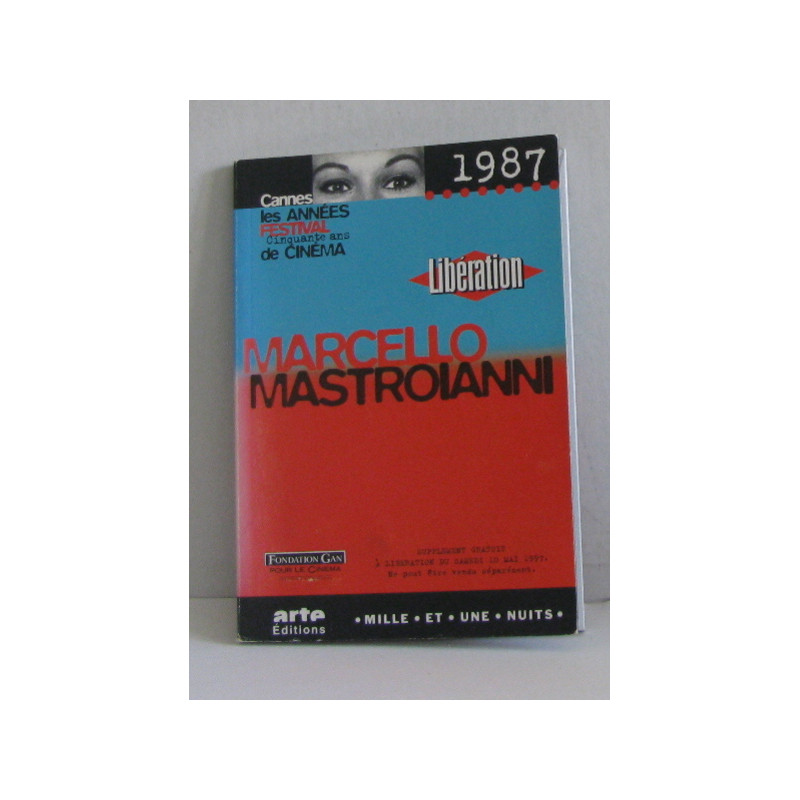 1987
Cannes
les ANNÉES
FESTIVAL
Cinquante ans
de CINÉMA
Libération
MARCELLO
MASTROIANNI
FONDATION GAN
POUR LE CINÉMA
SUPPLÉMENT GRATUIT
À LIBERATION DU SAMEDI 10 MAI 1997.
Ne peut être vendu séparément.
arte
Éditions
• MILLE • ET • UNE • NUITS •